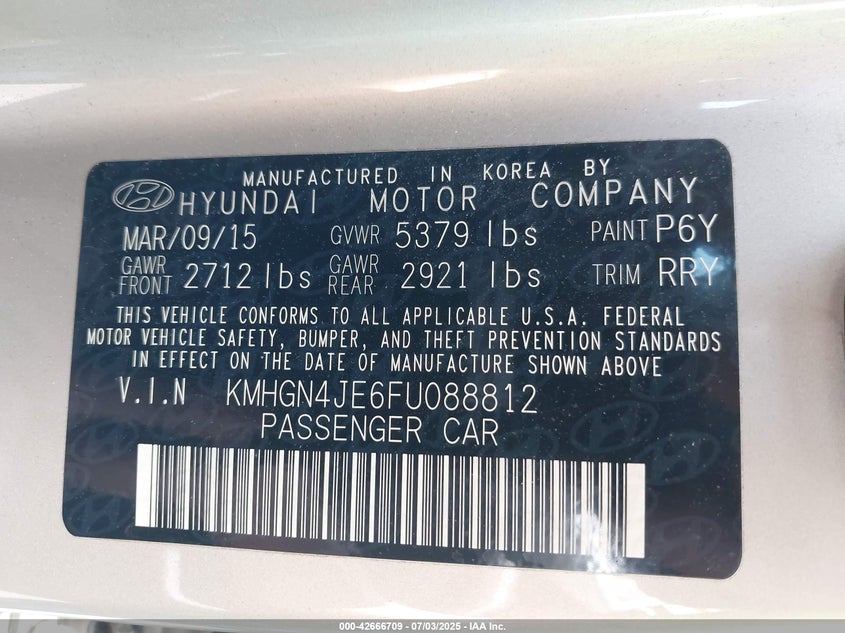 MANUFACTURED IN KOREA BY
HYUNDAI MOTOR COMPANY
MAR/09/15 GVWR 5379 lbs PAINT P6Y
GAWR FRONT 2712 lbs GAWR REAR 2921 lbs TRIM RRY
THIS VEHICLE CONFORMS TO ALL APPLICABLE U.S.A. FEDERAL
MOTOR VEHICLE SAFETY, BUMPER, AND THEFT PREVENTION STANDARDS
IN EFFECT ON THE DATE OF MANUFACTURE SHOWN ABOVE
V.I.N KMHGN4JE6FU088812
PASSENGER CAR
000-42666709 - 07/03/2025 - IAA Inc.